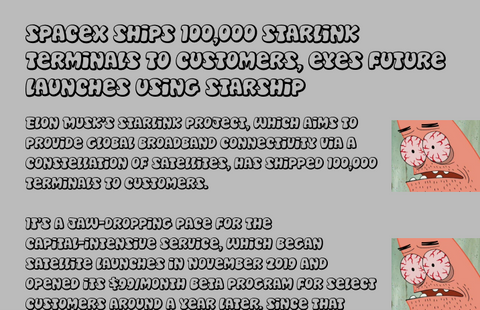 SPACEX SHIPS 100,000 STARLINK
TERMINALS TO CUSTOMERS, EYES FUTURE
LAUNCHES USING STARSHIP
ELON MUSK'S STARLINK PROJECT, WHICH AIMS TO
PROVIDE GLOBAL BROADBAND CONNECTIVITY VIA A
CONSTELLATION OF SATELLITES, HAS SHIPPED 100,000
TERMINALS TO CUSTOMERS.
IT'S A JAW-DROPPING PACE FOR THE
CAPITAL-INTENSIVE SERVICE, WHICH BEGAN
SATELLITE LAUNCHES IN NOVEMBER 2019 AND
OPENED ITS $99/MONTH BETA PROGRAM FOR SELECT
CUSTOMERS AROUND A YEAR LATER. SINCE THAT